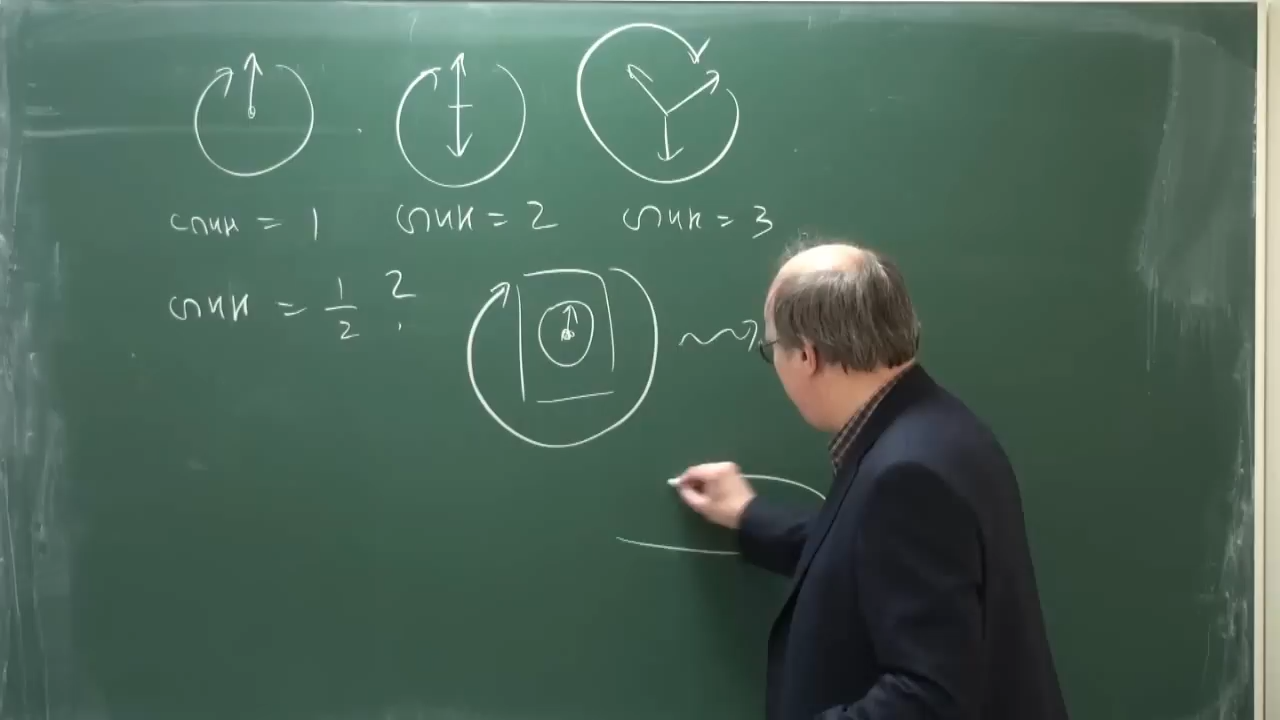 спин = 1 спин = 2 спин = 3
спин = 1/2 ?